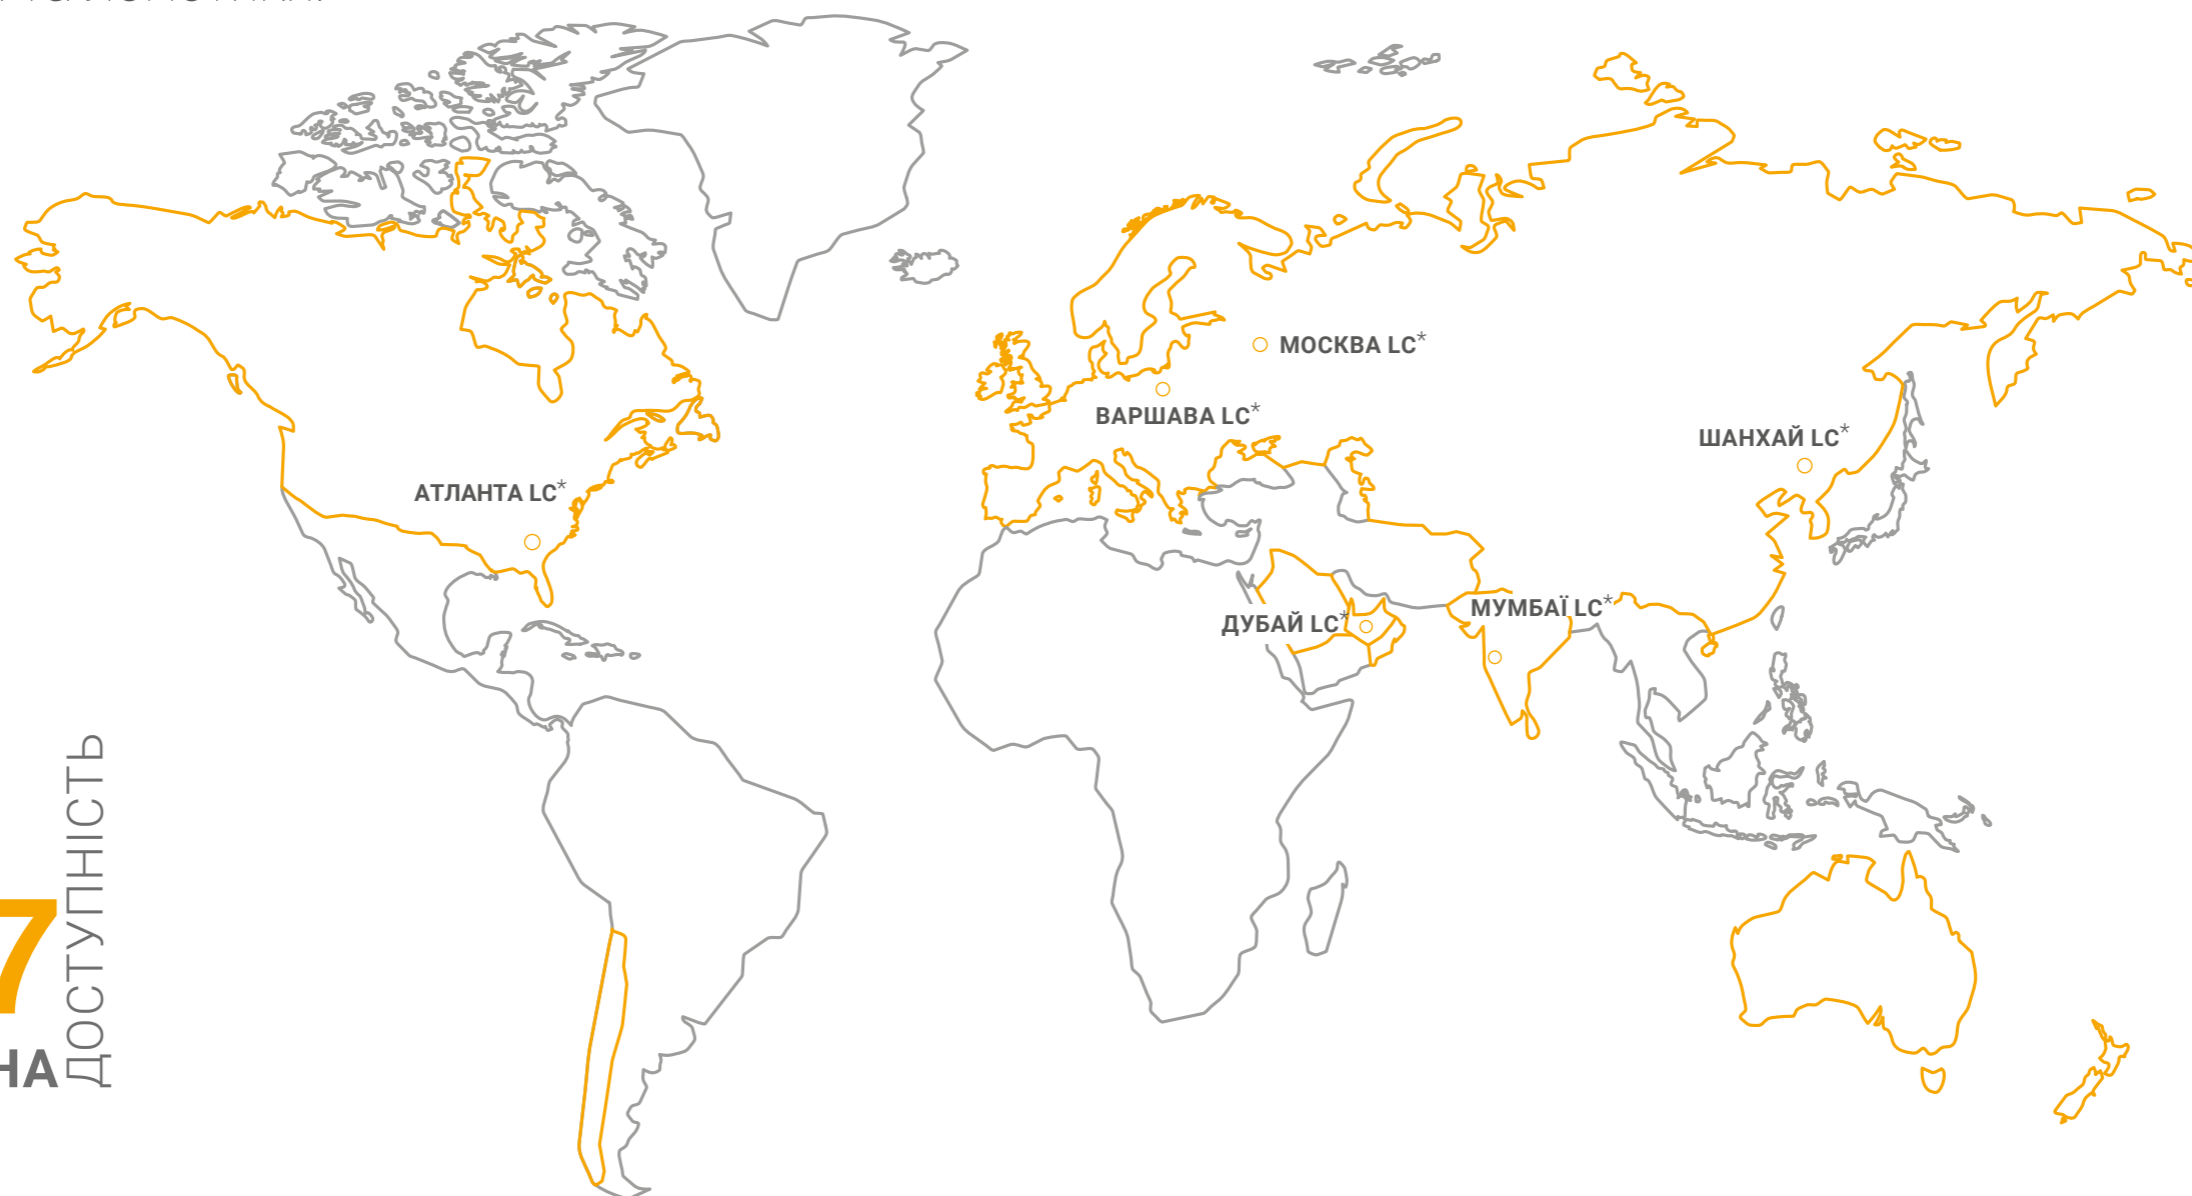 МОСКВА LC*
ВАРШАВА LC*
ШАНХАЙ LC*
АТЛАНТА LC*
МУМБАЇ LC*
ДУБАЙ LC*
ДОСТУПНІСТЬ
7
НА